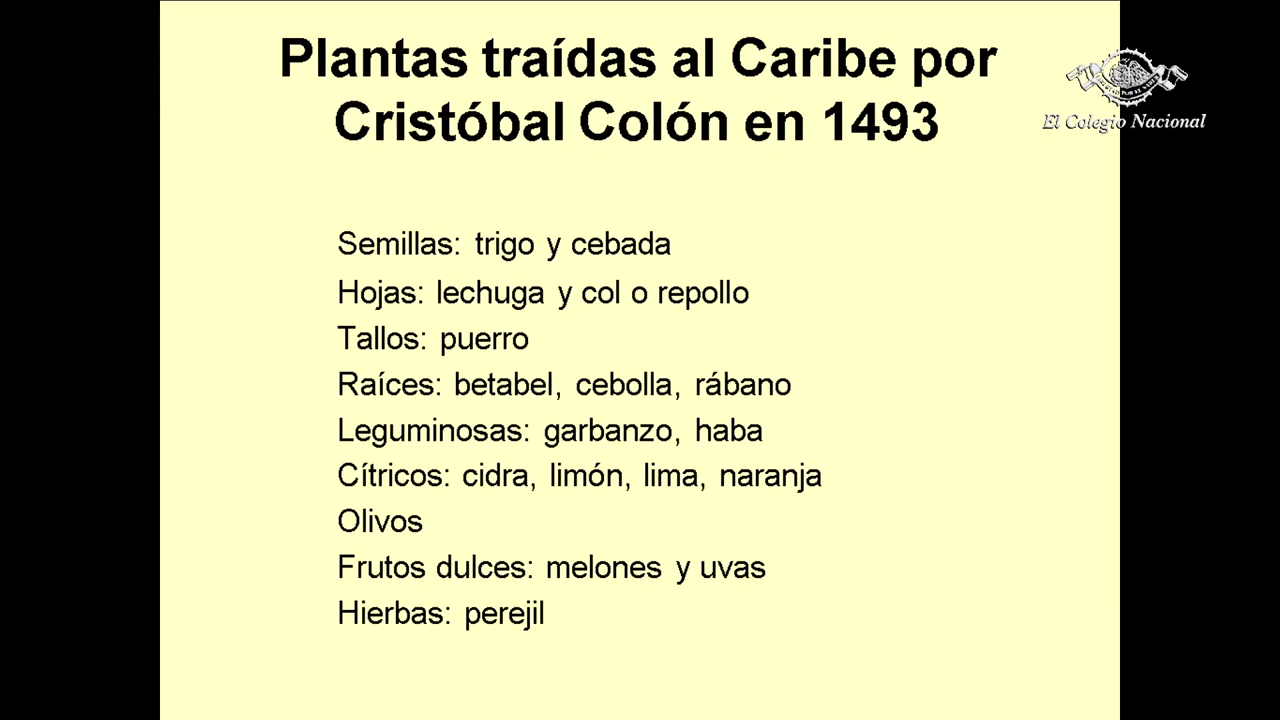 Plantas traídas al Caribe por
Cristóbal Colón en 1493
El Colegio Nacional
Semillas: trigo y cebada
Hojas: lechuga y col o repollo
Tallos: puerro
Raíces: betabel, cebolla, rábano
Leguminosas: garbanzo, haba
Cítricos: cidra, limón, lima, naranja
Olivos
Frutos dulces: melones y uvas
Hierbas: perejil